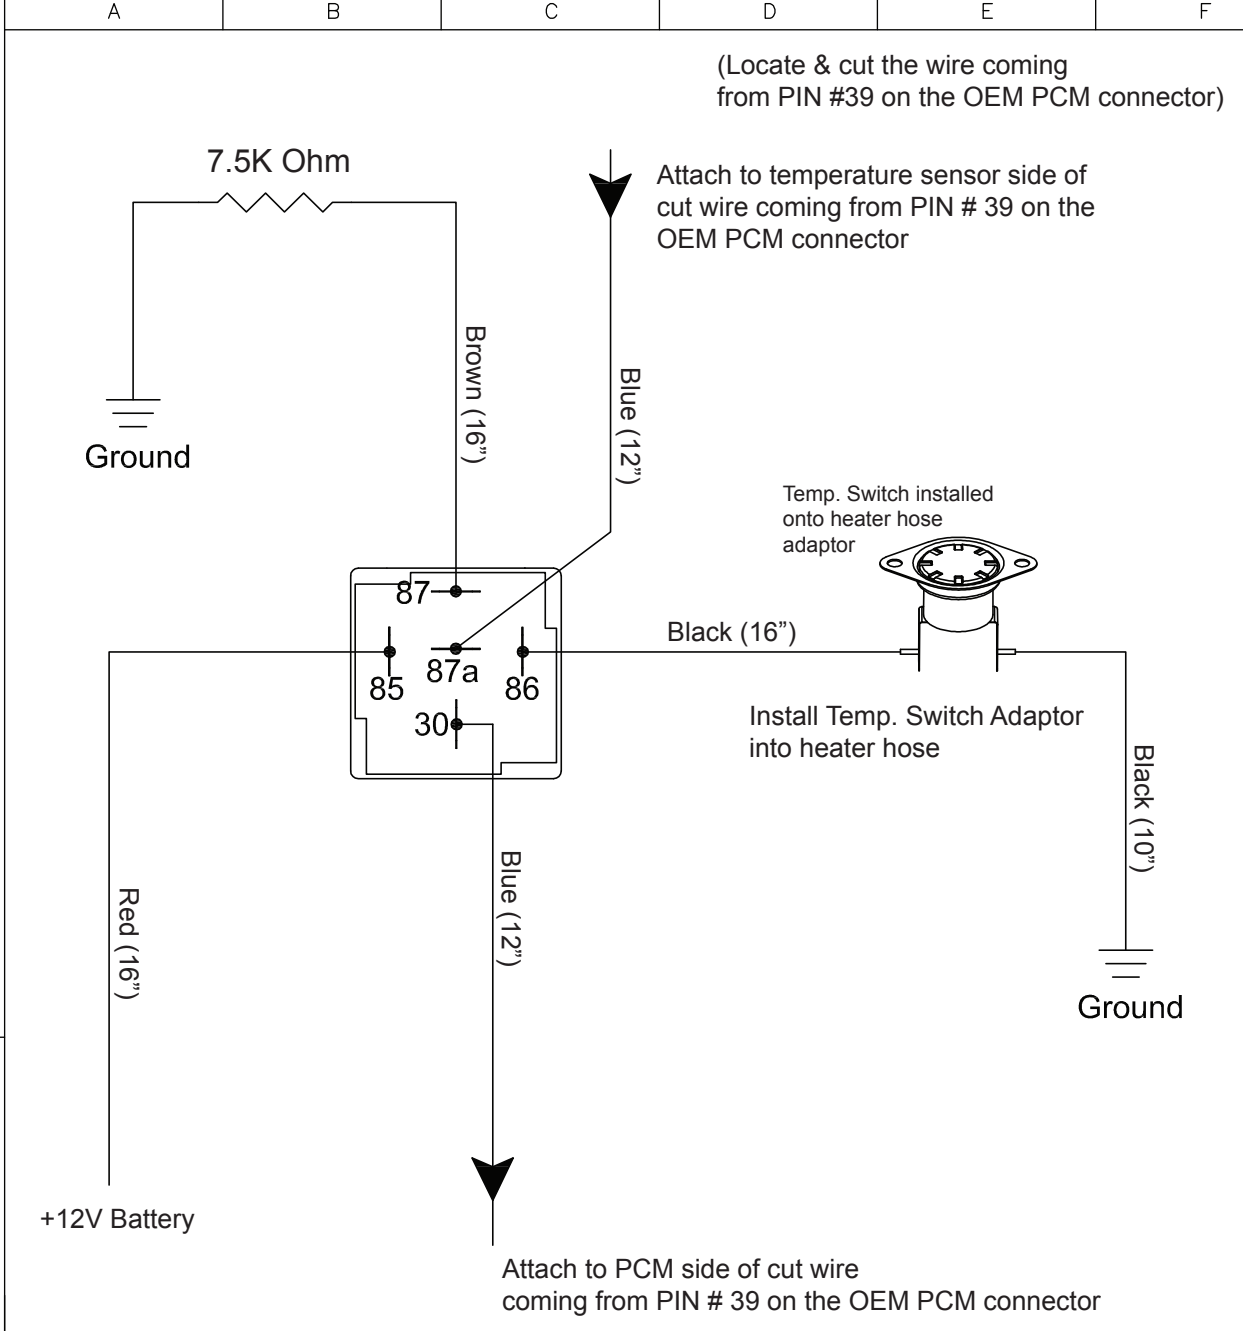 A B C D E F
(Locate & cut the wire coming
from PIN #39 on the OEM PCM connector)
7.5K Ohm
Attach to temperature sensor side of
cut wire coming from PIN # 39 on the
OEM PCM connector
Brown (16”)
Blue (12”)
Ground
Temp. Switch installed
onto heater hose
adaptor
87
Black (16”)
87a
85
86
30
Install Temp. Switch Adaptor
into heater hose
Black (10”)
Blue (12”)
Red (16”)
Ground
+12V Battery
Attach to PCM side of cut wire
coming from PIN # 39 on the OEM PCM connector